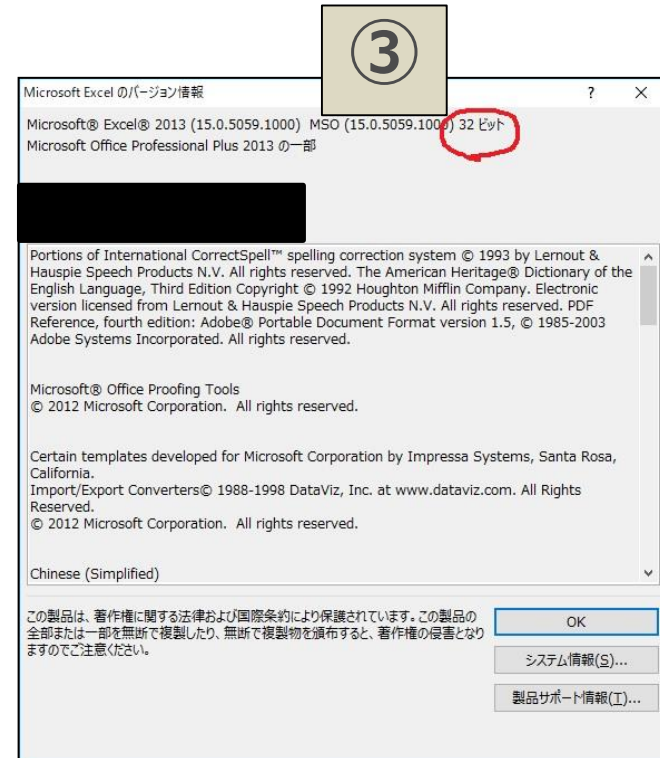 ③
Microsoft Excel のバージョン情報
? ×
Microsoft® Excel® 2013 (15.0.5059.1000) MSO (15.0.5059.1000) 32 ビット
Microsoft Office Professional Plus 2013 の一部
Portions of International CorrectSpell™ spelling correction system © 1993 by Lernout &
Hauspie Speech Products N.V. All rights reserved. The American Heritage® Dictionary of the
English Language, Third Edition Copyright © 1992 Houghton Mifflin Company. Electronic
version licensed from Lernout & Hauspie Speech Products N.V. All rights reserved. PDF
Reference, fourth edition: Adobe® Portable Document Format version 1.5, © 1985-2003
Adobe Systems Incorporated. All rights reserved.
Microsoft® Office Proofing Tools
© 2012 Microsoft Corporation. All rights reserved.
Certain templates developed for Microsoft Corporation by Impressa Systems, Santa Rosa,
California.
Import/Export Converters© 1988-1998 DataViz, Inc. at www.dataviz.com. All Rights
Reserved.
© 2012 Microsoft Corporation. All rights reserved.
Chinese (Simplified)
この製品は、著作権に関する法律および国際条約により保護されています。この製品の
全部または一部を無断で複製したり、無断で複製物を頒布すると、著作権の侵害となり
ますのでご注意ください。
OK
システム情報(S)...
製品サポート情報(T)...